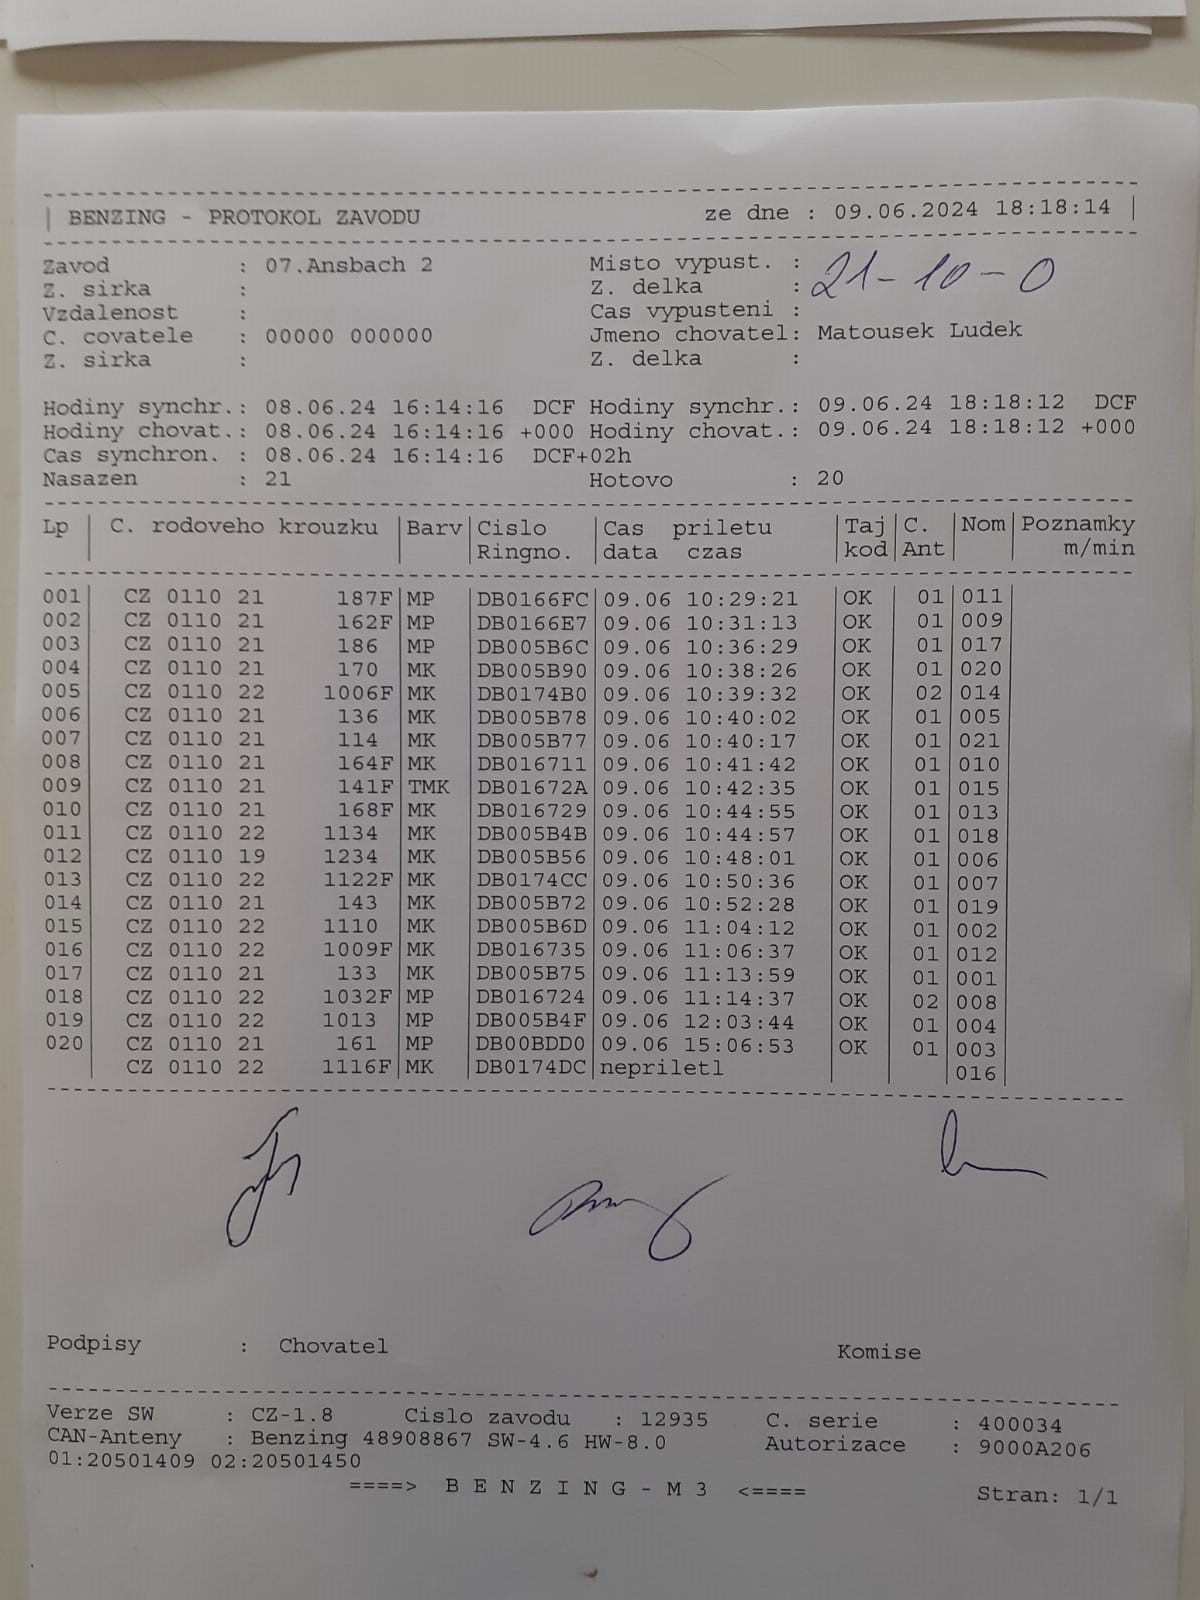 BENZING - PROTOKOL ZAVODU ze dne : 09.06.2024 18:18:14
Zavod : 07.Ansbach 2 Misto vypust. : 21-10-0
Z. sirka : Z. delka :
Vzdalenost : Cas vypusteni :
C. covatele : 00000 000000 Jmeno chovatel: Matousek Ludek
Z. sirka : Z. delka :
Hodiny synchr.: 08.06.24 16:14:16 DCF Hodiny synchr.: 09.06.24 18:18:12 DCF
Hodiny chovat.: 08.06.24 16:14:16 +000 Hodiny chovat.: 09.06.24 18:18:12 +000
Cas synchron. : 08.06.24 16:14:16 DCF+02h
Nasazen : 21 Hotovo : 20
Lp | C. rodoveho krouzku | Barv | Cislo | Cas priletu | Taj | C. | Nom | Poznamky
Ringno. | data czas | kod | Ant | m/min
001 | CZ 0110 21 187F | MP | DB0166FC | 09.06 10:29:21 | OK | 01 | 011
002 | CZ 0110 21 162F | MP | DB0166E7 | 09.06 10:31:13 | OK | 01 | 009
003 | CZ 0110 21 186 | MP | DB005B6C | 09.06 10:36:29 | OK | 01 | 017
004 | CZ 0110 21 170 | MK | DB005B90 | 09.06 10:38:26 | OK | 01 | 020
005 | CZ 0110 22 1006F | MK | DB0174B0 | 09.06 10:39:32 | OK | 02 | 014
006 | CZ 0110 21 136 | MK | DB005B78 | 09.06 10:40:02 | OK | 01 | 005
007 | CZ 0110 21 114 | MK | DB005B77 | 09.06 10:40:17 | OK | 01 | 021
008 | CZ 0110 21 164F | MK | DB016711 | 09.06 10:41:42 | OK | 01 | 010
009 | CZ 0110 21 141F | TMK | DB01672A | 09.06 10:42:35 | OK | 01 | 015
010 | CZ 0110 21 168F | MK | DB016729 | 09.06 10:44:55 | OK | 01 | 013
011 | CZ 0110 22 1134 | MK | DB005B4B | 09.06 10:44:57 | OK | 01 | 018
012 | CZ 0110 19 1234 | MK | DB005B56 | 09.06 10:48:01 | OK | 01 | 006
013 | CZ 0110 22 1122F | MK | DB0174CC | 09.06 10:50:36 | OK | 01 | 007
014 | CZ 0110 21 143 | MK | DB005B72 | 09.06 10:52:28 | OK | 01 | 019
015 | CZ 0110 22 1110 | MK | DB005B6D | 09.06 11:04:12 | OK | 01 | 002
016 | CZ 0110 22 1009F | MK | DB016735 | 09.06 11:06:37 | OK | 01 | 012
017 | CZ 0110 21 133 | MK | DB005B75 | 09.06 11:13:59 | OK | 01 | 001
018 | CZ 0110 22 1032F | MP | DB016724 | 09.06 11:14:37 | OK | 02 | 008
019 | CZ 0110 22 1013 | MP | DB005B4F | 09.06 12:03:44 | OK | 01 | 004
020 | CZ 0110 21 161 | MP | DB00BDD0 | 09.06 15:06:53 | OK | 01 | 003
CZ 0110 22 1116F | MK | DB0174DC | nepriletl | 016
Podpisy : Chovatel Komise
Verze SW : CZ-1.8 Cislo zavodu : 12935 C. serie : 400034
CAN-Anteny : Benzing 48908867 SW-4.6 HW-8.0 Autorizace : 9000A206
01:20501409 02:20501450
====> B E N Z I N G - M 3 <==== Stran: 1/1